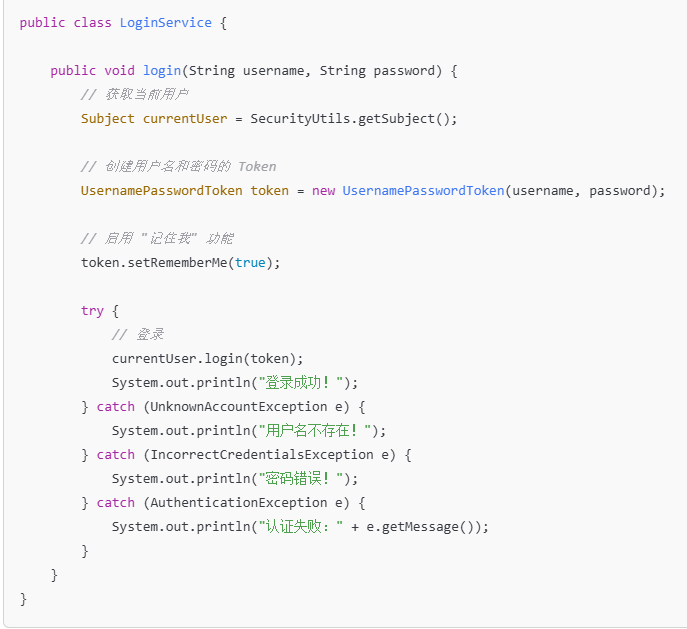 public class LoginService {
public void login(String username, String password) {
// 获取当前用户
Subject currentUser = SecurityUtils.getSubject();
// 创建用户名和密码的 Token
UsernamePasswordToken token = new UsernamePasswordToken(username, password);
// 启用 "记住我" 功能
token.setRememberMe(true);
try {
// 登录
currentUser.login(token);
System.out.println("登录成功！");
} catch (UnknownAccountException e) {
System.out.println("用户名不存在！");
} catch (IncorrectCredentialsException e) {
System.out.println("密码错误！");
} catch (AuthenticationException e) {
System.out.println("认证失败：" + e.getMessage());
}
}
}